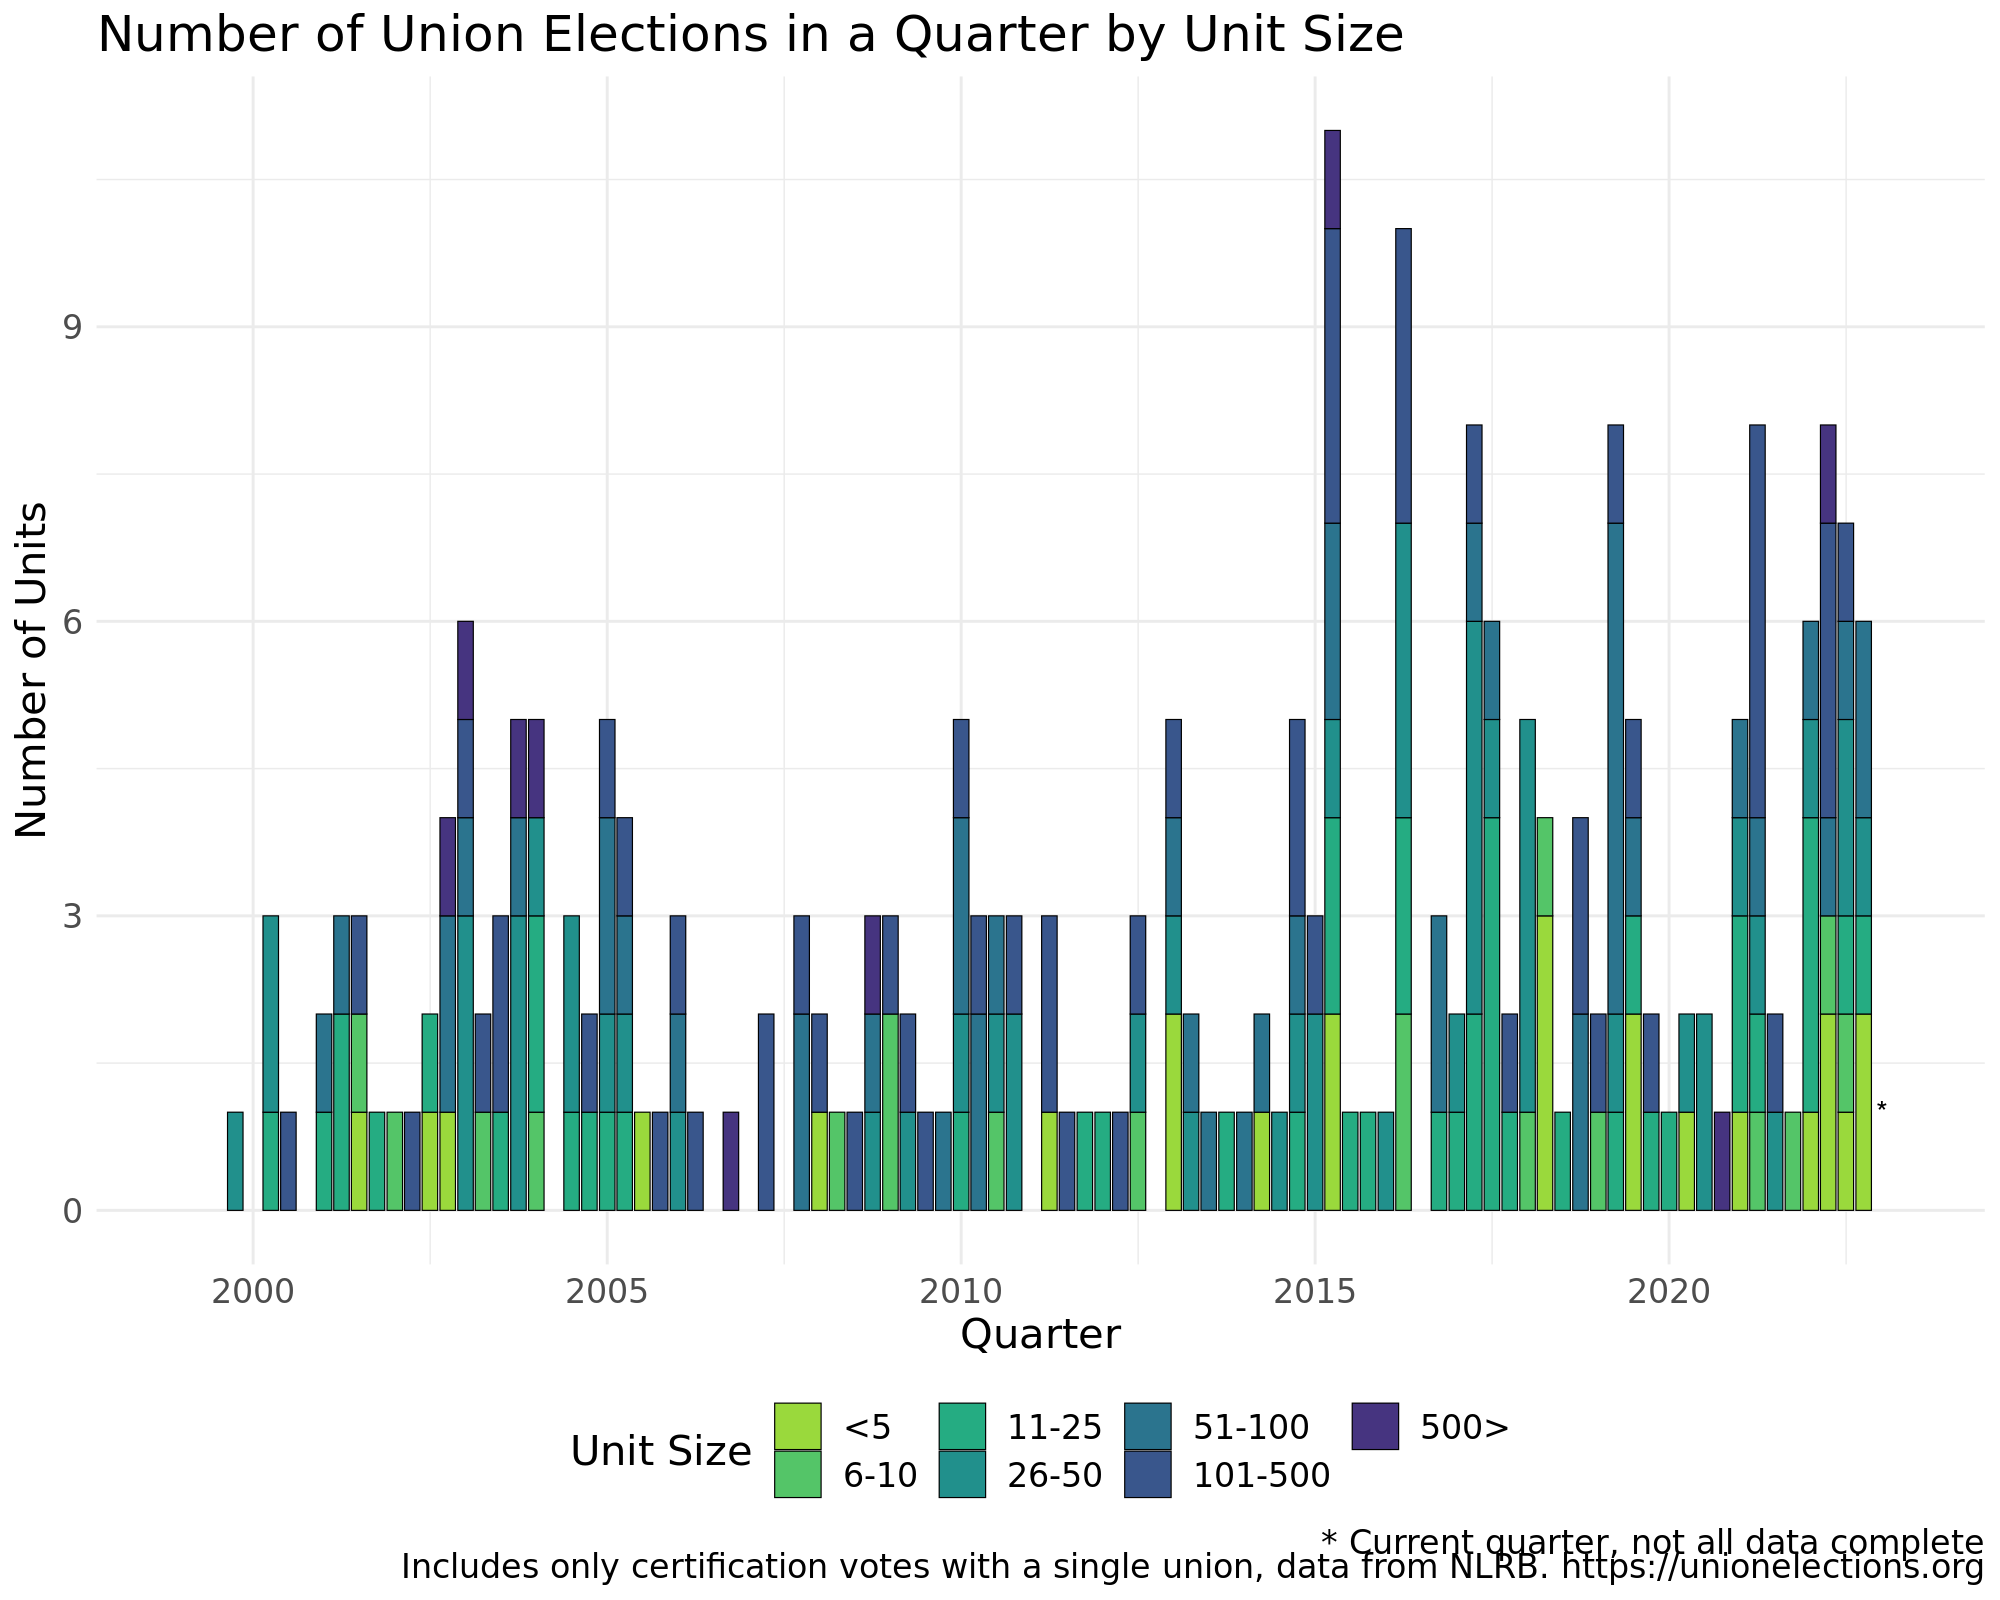 Number of Union Elections in a Quarter by Unit Size
Number of Units
9
6
3
0
*
2000 2005 2010 2015 2020
Quarter
Unit Size
<5 11-25 51-100 500>
6-10 26-50 101-500
* Current quarter, not all data complete
Includes only certification votes with a single union, data from NLRB. https://unionelections.org